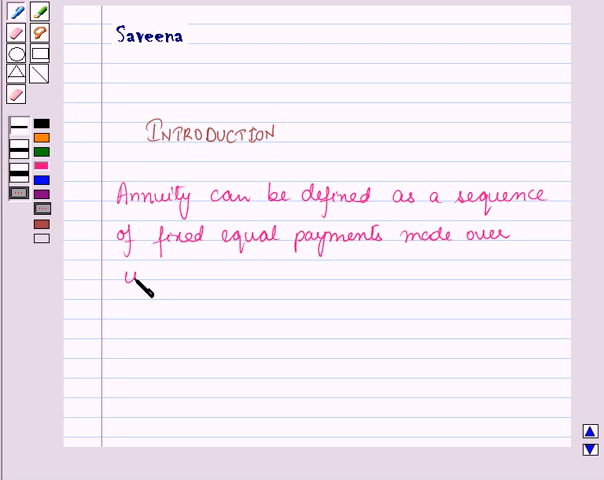 Saveena
INTRODUCTION
Annuity can be defined as a sequence
of fixed equal payments made over
u